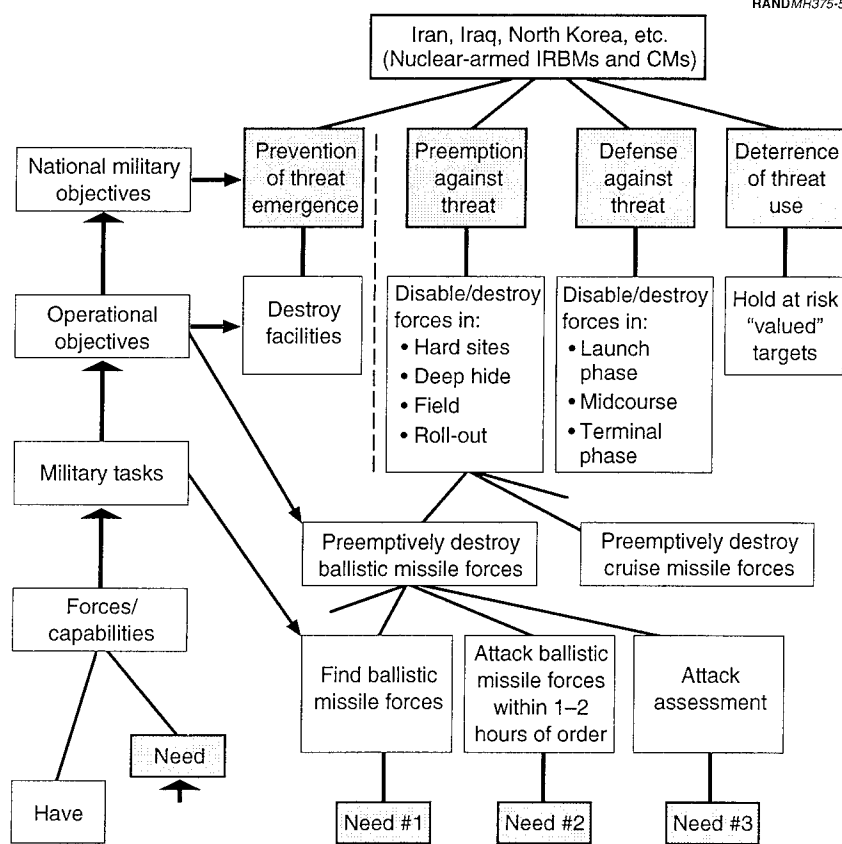 RANDMR375-5
Iran, Iraq, North Korea, etc.
(Nuclear-armed IRBMs and CMs)
National military
objectives
Prevention
of threat
emergence
Preemption
against
threat
Defense
against
threat
Deterrence
of threat
use
Operational
objectives
Destroy
facilities
Disable/destroy
forces in:
• Hard sites
• Deep hide
• Field
• Roll-out
Disable/destroy
forces in:
• Launch
phase
• Midcourse
• Terminal
phase
Hold at risk
“valued”
targets
Military tasks
Preemptively destroy
ballistic missile forces
Preemptively destroy
cruise missile forces
Forces/
capabilities
Find ballistic
missile forces
Attack ballistic
missile forces
within 1–2
hours of order
Attack
assessment
Need
Have
Need #1
Need #2
Need #3